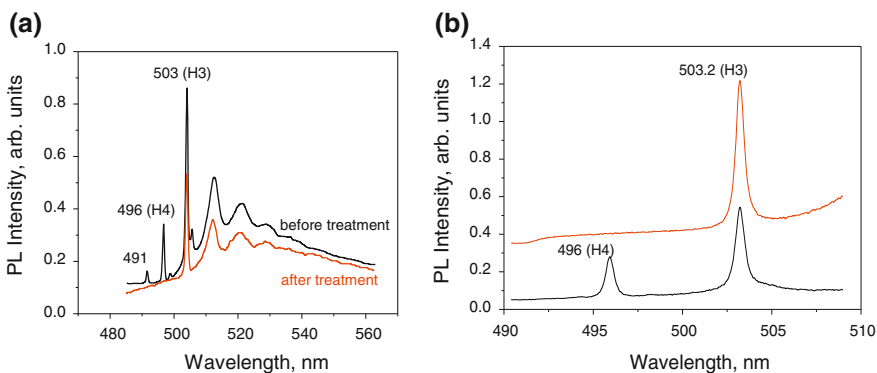 (a)
PL Intensity, arb. units
1.0
0.8
0.6
0.4
0.2
0.0
503 (H3)
496 (H4)
491
before treatment
after treatment
480 500 520 540 560
Wavelength, nm
(b)
PL Intensity, arb. units
1.4
1.2
1.0
0.8
0.6
0.4
0.2
0.0
503.2 (H3)
496 (H4)
490 495 500 505 510
Wavelength, nm